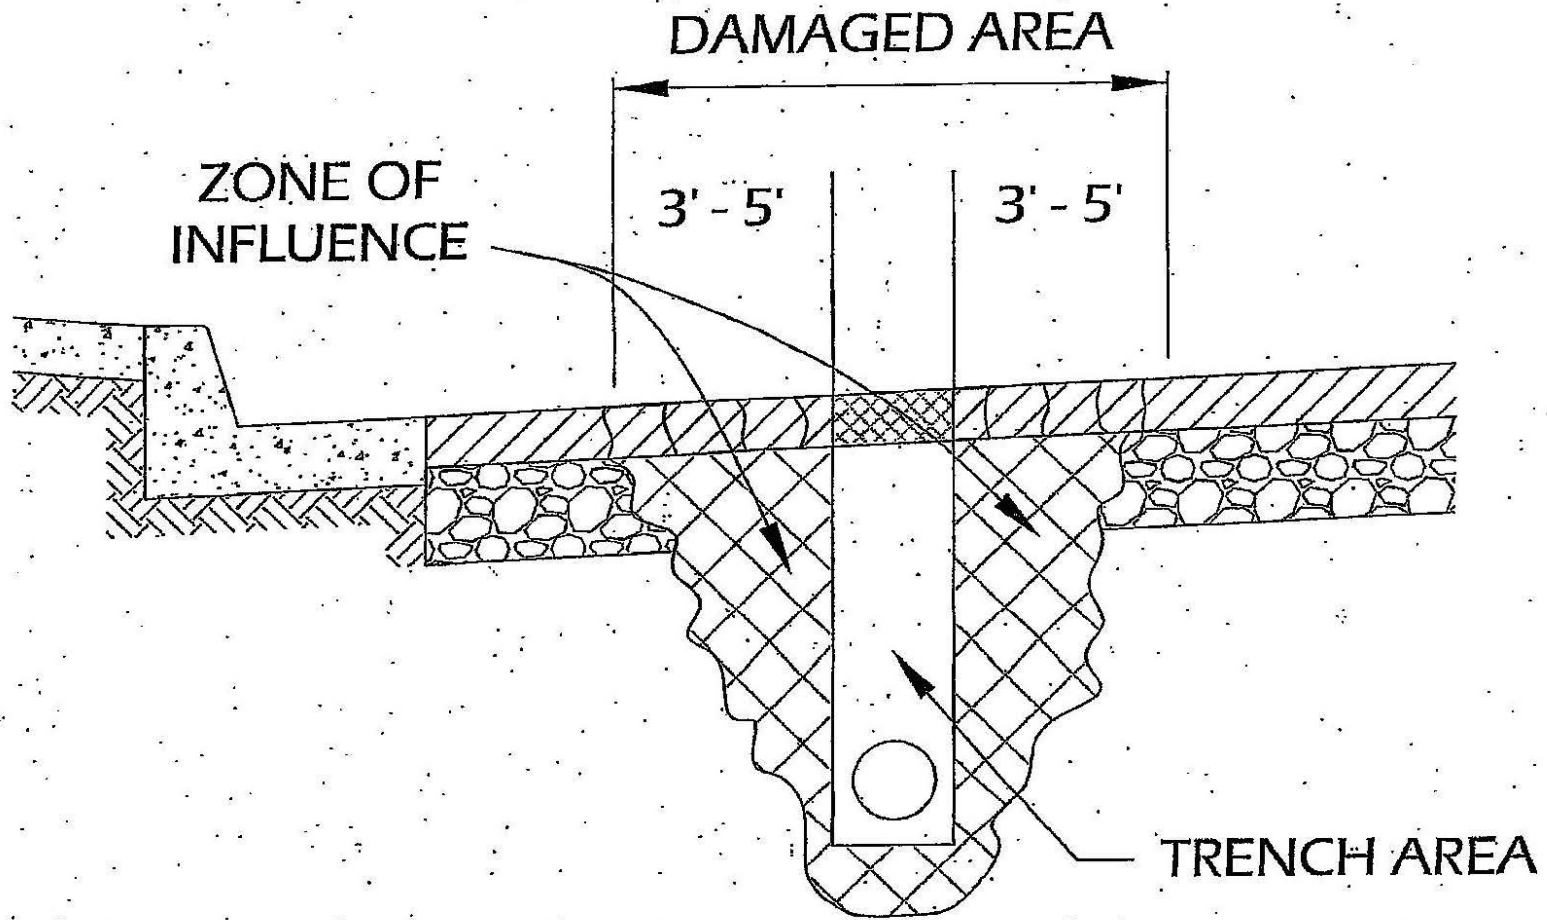 DAMAGED AREA
ZONE OF
INFLUENCE
3' - 5'
3' - 5'
TRENCH AREA